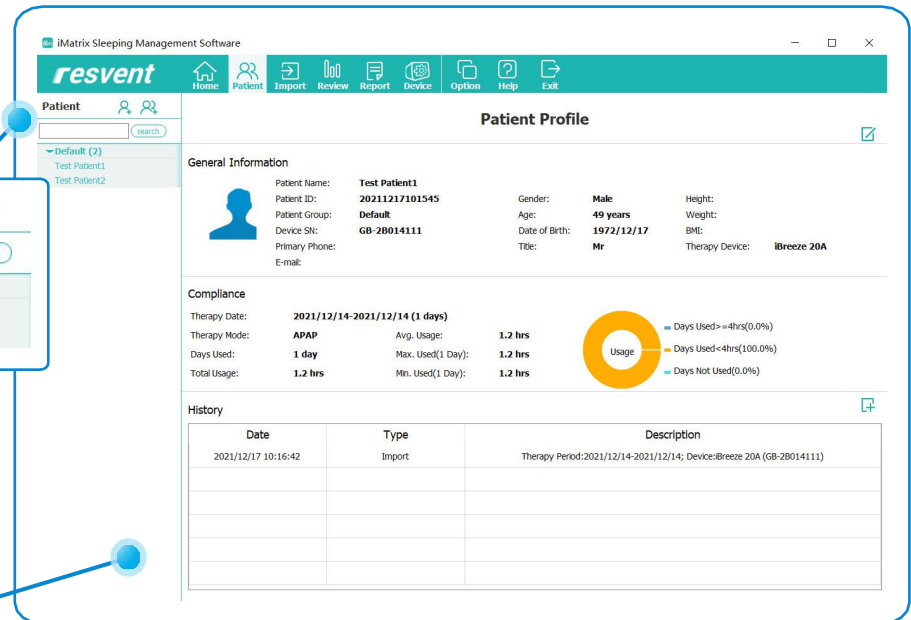 iMatrix Sleeping Management Software
resvent
Home Patient Import Review Report Device Option Help Exit
Patient
search
Default (2)
Test Patient1
Test Patient2
Patient Profile
General Information
Patient Name: Test Patient1
Patient ID: 20211217101545 Gender: Male Height:
Patient Group: Default Age: 49 years Weight:
Device SN: GB-2B014111 Date of Birth: 1972/12/17 BMI:
Primary Phone: Title: Mr Therapy Device: iBreeze 20A
E-mail:
Compliance
Therapy Date: 2021/12/14-2021/12/14 (1 days)
Therapy Mode: APAP Avg. Usage: 1.2 hrs
Days Used: 1 day Max. Used(1 Day): 1.2 hrs
Total Usage: 1.2 hrs Min. Used(1 Day): 1.2 hrs
Usage
Days Used>=4hrs(0.0%)
Days Used<4hrs(100.0%)
Days Not Used(0.0%)
History
Date Type Description
2021/12/17 10:16:42 Import Therapy Period:2021/12/14-2021/12/14; Device:iBreeze 20A (GB-2B014111)